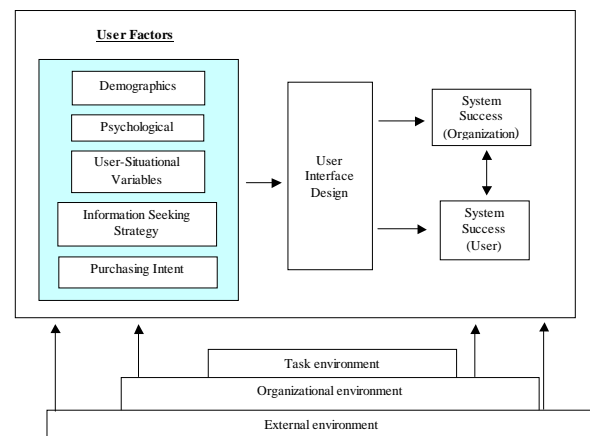 User Factors
Demographics
Psychological
User-Situational
Variables
Information Seeking
Strategy
Purchasing Intent
User
Interface
Design
System
Success
(Organization)
System
Success
(User)
Task environment
Organizational environment
External environment